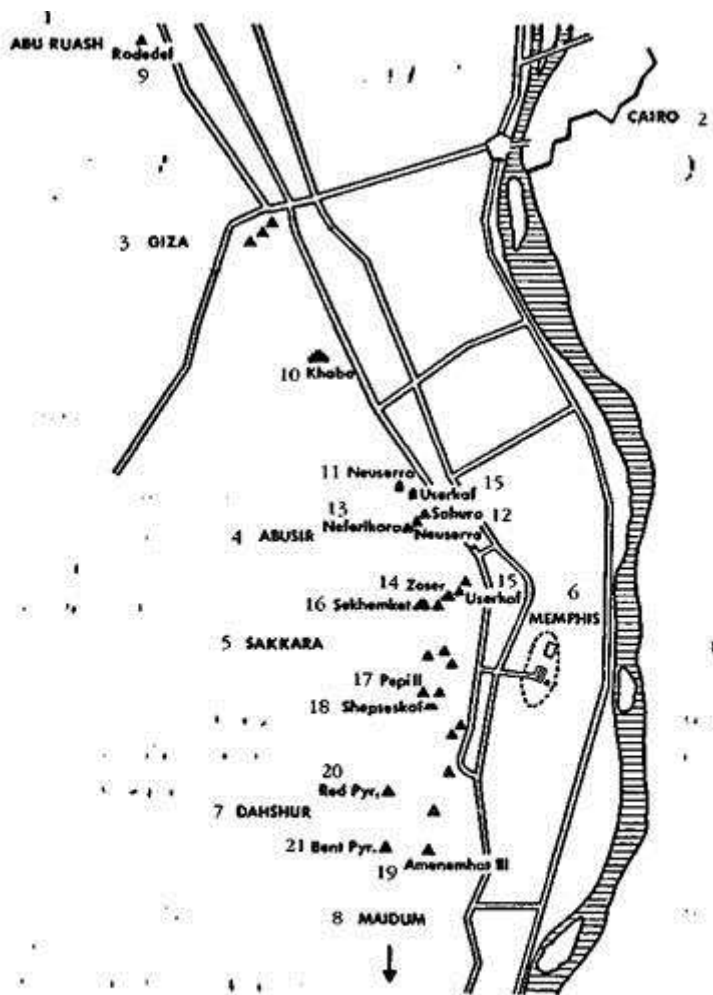 1
ABU RUASH
Rodedef
9
CAIRO 2
3 GIZA
10 Khaba
11 Neuserra
15
Userkaf
13
Sahura
12
Neferikara
4 ABUSIR
Neuserra
14 Zoser
15
Userkaf
16 Sekhemket
6
MEMPHIS
5 SAKKARA
17 Pepi II
18 Shepseskaf
20
Red Pyr.
7 DAHSHUR
21 Bent Pyr.
19
Amenemhat III
8 MAIDUM